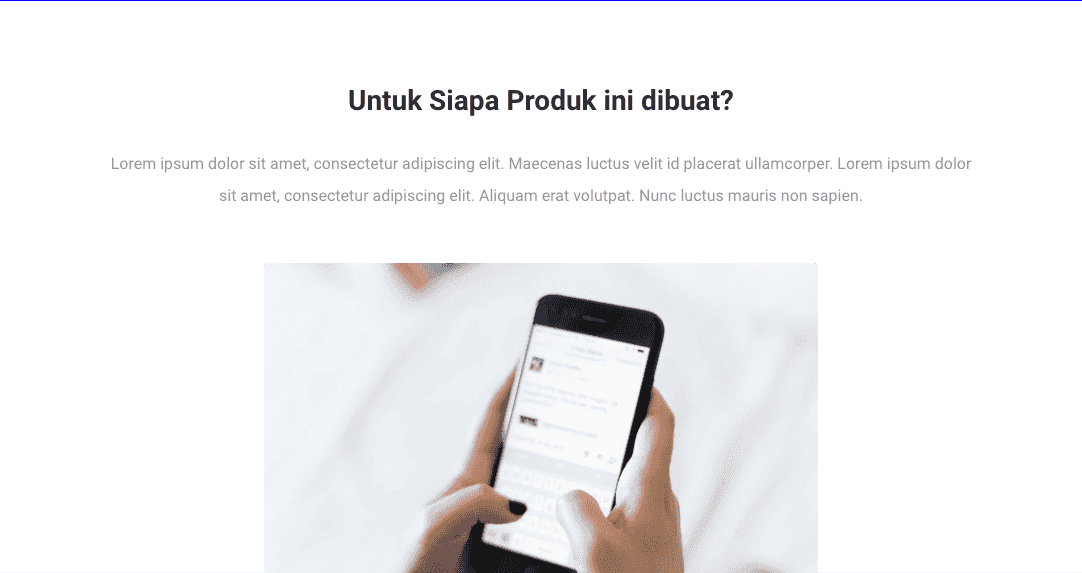 Untuk Siapa Produk ini dibuat?
Lorem ipsum dolor sit amet, consectetur adipiscing elit. Maecenas luctus velit id placerat ullamcorper. Lorem ipsum dolor
sit amet, consectetur adipiscing elit. Aliquam erat volutpat. Nunc luctus mauris non sapien.